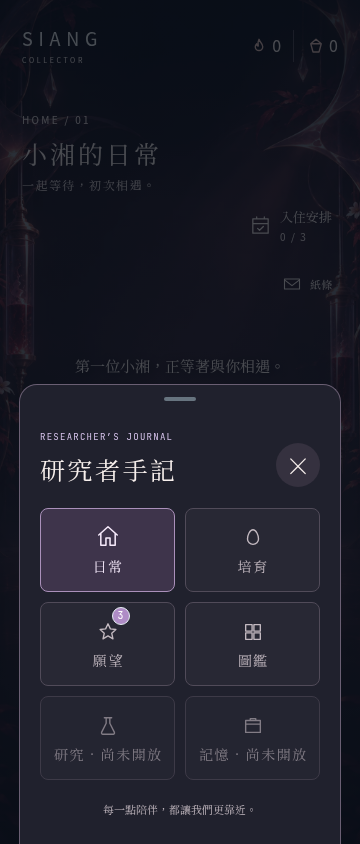 SIANG
COLLECTOR
0
0
HOME / 01
小湘的日常
一起等待，初次相遇。
入住安排
0 / 3
紙條
第一位小湘，正等著與你相遇。
RESEARCHER'S JOURNAL
研究者手記
日常
培育
3
願望
圖鑑
研究・尚未開放
記憶・尚未開放
每一點陪伴，都讓我們更靠近。